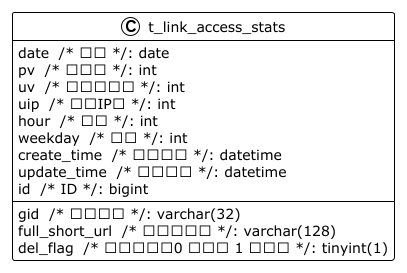 C t_link_access_stats
date /* □□ */: date
pv /* □□□ */: int
uv /* □□□□□ */: int
uip /* □□IP□ */: int
hour /* □□ */: int
weekday /* □□ */: int
create_time /* □□□□ */: datetime
update_time /* □□□□ */: datetime
id /* ID */: bigint
gid /* □□□□ */: varchar(32)
full_short_url /* □□□□□ */: varchar(128)
del_flag /* □□□□□0 □□□ 1 □□□ */: tinyint(1)